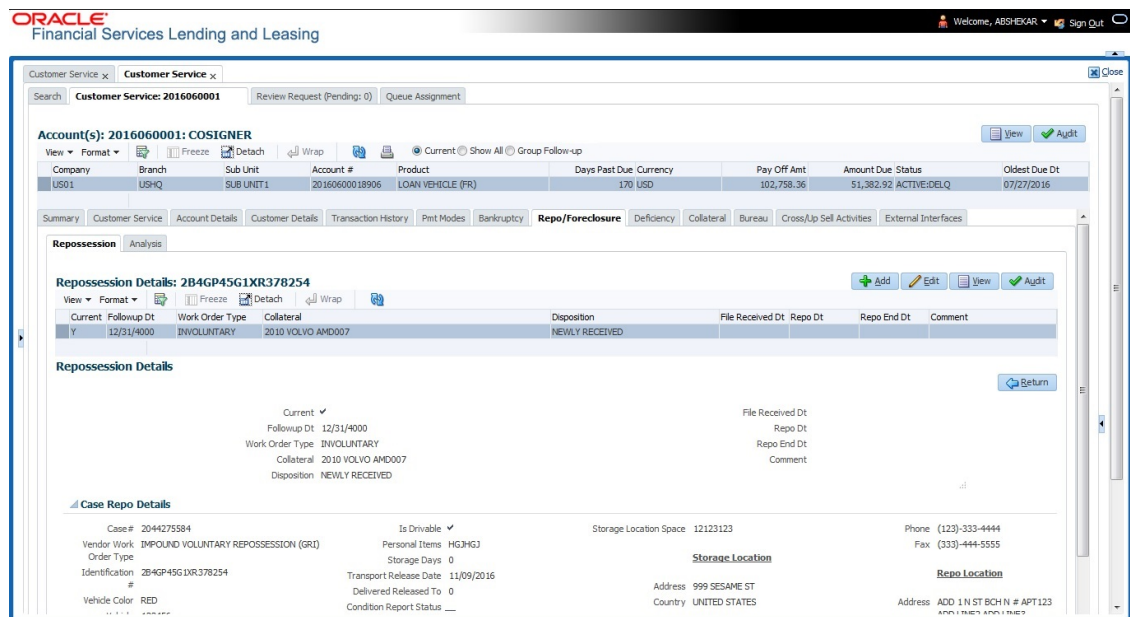 ORACLE
Financial Services Lending and Leasing
Welcome, ABSHEKAR Sign Out
Customer Service x Customer Service x Close
Search Customer Service: 2016060001 Review Request (Pending: 0) Queue Assignment
Account(s): 2016060001: COSIGNER View Audit
View Format Freeze Detach Wrap Current Show All Group Follow-up
Company Branch Sub Unit Account # Product Days Past Due Currency Pay Off Amt Amount Due Status Oldest Due Dt
US01 USHQ SUB UNIT1 20160600018906 LOAN VEHICLE (FR) 170 USD 102,758.36 51,382.92 ACTIVE:DELQ 07/27/2016
Summary Customer Service Account Details Customer Details Transaction History Pmt Modes Bankruptcy Repo/Foreclosure Deficiency Collateral Bureau Cross/Up Sell Activities External Interfaces
Repossession Analysis
Repossession Details: 2B4GP45G1XR378254 Add Edit View Audit
View Format Freeze Detach Wrap
Current Followup Dt Work Order Type Collateral Disposition File Received Dt Repo Dt Repo End Dt Comment
Y 12/31/4000 INVOLUNTARY 2010 VOLVO AMD007 NEWLY RECEIVED
Repossession Details
Return
Current File Received Dt
Followup Dt 12/31/4000 Repo Dt
Work Order Type INVOLUNTARY Repo End Dt
Collateral 2010 VOLVO AMD007 Comment
Disposition NEWLY RECEIVED
Case Repo Details
Case # 2044275584 Is Drivable Storage Location Space 12123123 Phone (123)-333-4444
Vendor Work Order Type IMPOUND VOLUNTARY REPOSSESSION (GRI) Personal Items HGJHGJ Fax (333)-444-5555
Storage Days 0 Storage Location
Identification # 2B4GP45G1XR378254 Transport Release Date 11/09/2016 Repo Location
Delivered Released To 0 Address 999 SESAME ST
Vehicle Color RED Condition Report Status Country UNITED STATES Address ADD 1 N ST BCH N # APT123